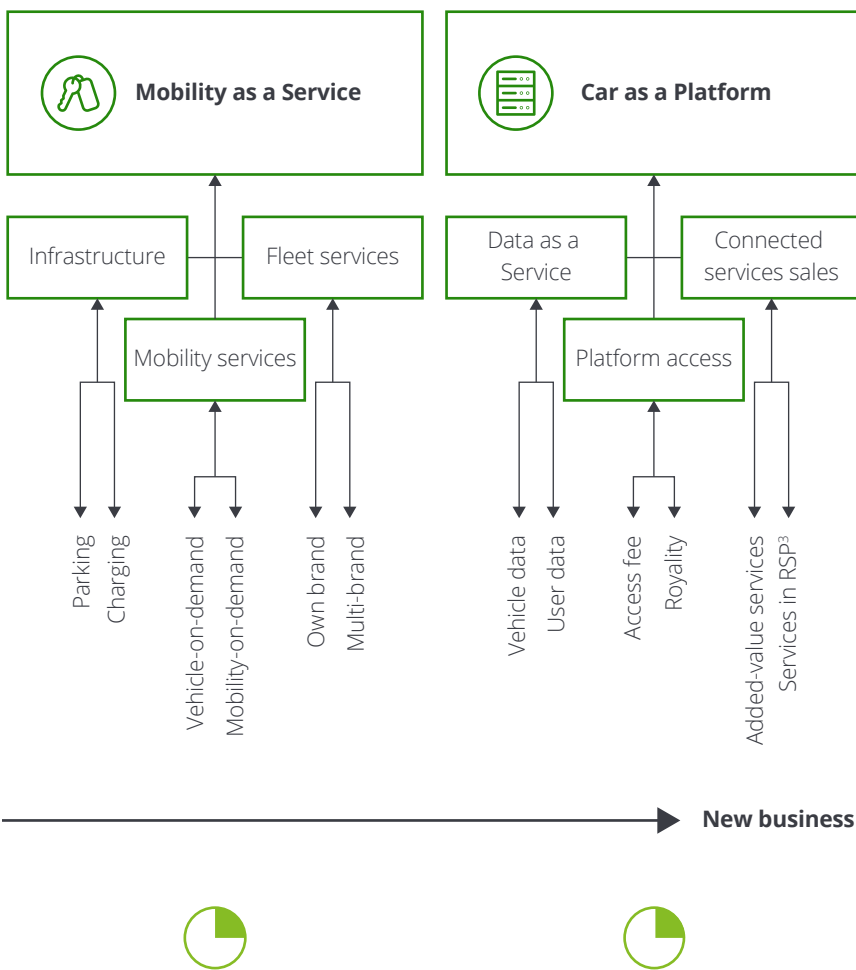 Mobility as a Service
Car as a Platform
Infrastructure
Fleet services
Mobility services
Data as a
Service
Connected
services sales
Platform access
Parking
Charging
Vehicle-on-demand
Mobility-on-demand
Own brand
Multi-brand
Vehicle data
User data
Access fee
Royality
Added-value services
Services in RSP³
New business